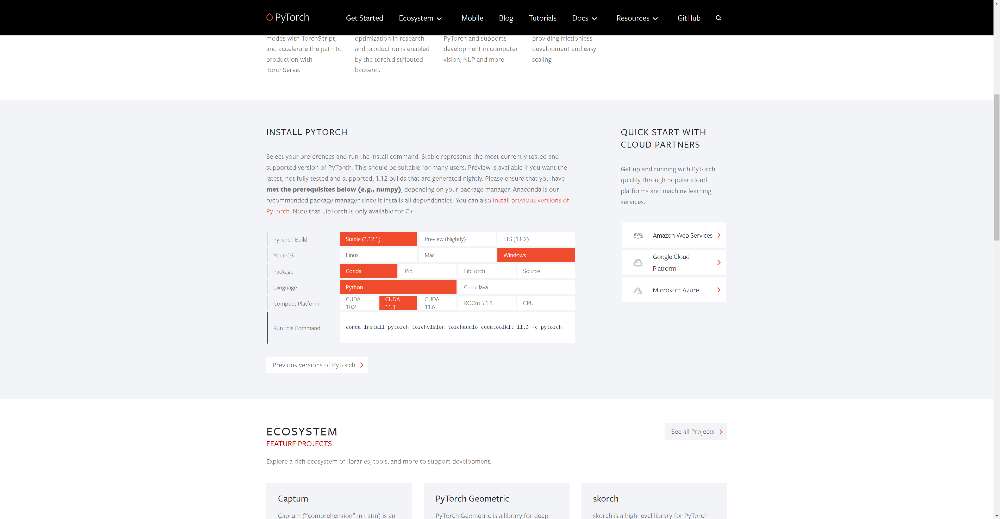 PyTorch
Get Started
Ecosystem
Mobile
Blog
Tutorials
Docs
Resources
GitHub
modes with TorchScript,
and accelerate the path to
production with
TorchServe.
optimization in research
and production is enabled
by the torch.distributed
backend.
PyTorch and supports
development in computer
vision, NLP and more.
providing frictionless
development and easy
scaling.
INSTALL PYTORCH
Select your preferences and run the install command. Stable represents the most currently tested and
supported version of PyTorch. This should be suitable for many users. Preview is available if you want the
latest, not fully tested and supported, 1.12 builds that are generated nightly. Please ensure that you have
met the prerequisites below (e.g., numpy), depending on your package manager. Anaconda is our
recommended package manager since it installs all dependencies. You can also install previous versions of
PyTorch. Note that LibTorch is only available for C++.
PyTorch Build
Stable (1.12.1)
Preview (Nightly)
LTS (1.8.2)
Your OS
Linux
Mac
Windows
Package
Conda
Pip
LibTorch
Source
Language
Python
C++ / Java
Compute Platform
CUDA
10.2
CUDA
11.3
CUDA
11.6
ROCm 5.1.1
CPU
Run this Command:
conda install pytorch torchvision torchaudio cudatoolkit=11.3 -c pytorch
Previous versions of PyTorch
QUICK START WITH
CLOUD PARTNERS
Get up and running with PyTorch
quickly through popular cloud
platforms and machine learning
services.
aws
Amazon Web Services
Google Cloud
Platform
Microsoft Azure
ECOSYSTEM
FEATURE PROJECTS
See all Projects
Explore a rich ecosystem of libraries, tools, and more to support development.
Captum
Captum (“comprehension” in Latin) is an
PyTorch Geometric
PyTorch Geometric is a library for deep
skorch
skorch is a high-level library for PyTorch